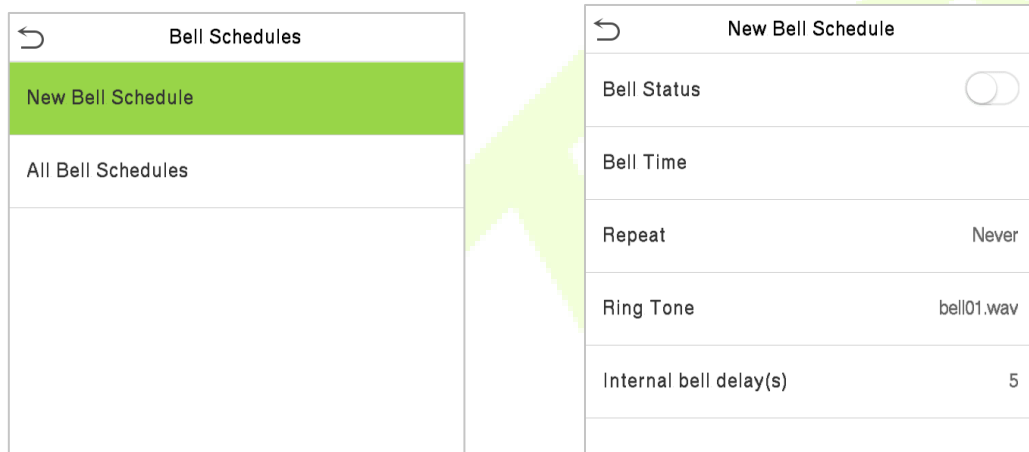 Bell Schedules
New Bell Schedule
All Bell Schedules
New Bell Schedule
Bell Status
Bell Time
Repeat Never
Ring Tone bell01.wav
Internal bell delay(s) 5